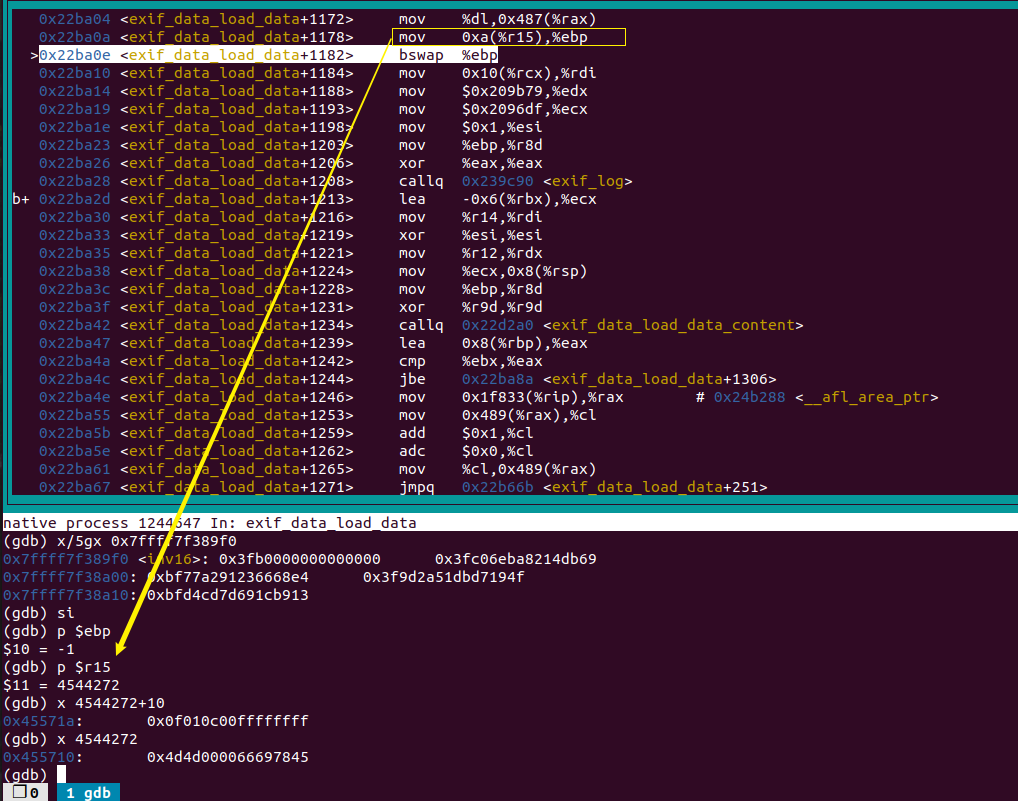 0x22ba04 <exif_data_load_data+1172> mov %dl,0x487(%rax)
0x22ba0a <exif_data_load_data+1178> mov 0xa(%r15),%ebp
>0x22ba0e <exif_data_load_data+1182> bswap %ebp
0x22ba10 <exif_data_load_data+1184> mov 0x10(%rcx),%rdi
0x22ba14 <exif_data_load_data+1188> mov $0x209b79,%edx
0x22ba19 <exif_data_load_data+1193> mov $0x2096df,%ecx
0x22ba1e <exif_data_load_data+1198> mov $0x1,%esi
0x22ba23 <exif_data_load_data+1203> mov %ebp,%r8d
0x22ba26 <exif_data_load_data+1206> xor %eax,%eax
0x22ba28 <exif_data_load_data+1208> callq 0x239c90 <exif_log>
b+ 0x22ba2d <exif_data_load_data+1213> lea -0x6(%rbx),%ecx
0x22ba30 <exif_data_load_data+1216> mov %r14,%rdi
0x22ba33 <exif_data_load_data+1219> xor %esi,%esi
0x22ba35 <exif_data_load_data+1221> mov %r12,%rdx
0x22ba38 <exif_data_load_data+1224> mov %ecx,0x8(%rsp)
0x22ba3c <exif_data_load_data+1228> mov %ebp,%r8d
0x22ba3f <exif_data_load_data+1231> xor %r9d,%r9d
0x22ba42 <exif_data_load_data+1234> callq 0x22d2a0 <exif_data_load_data_content>
0x22ba47 <exif_data_load_data+1239> lea 0x8(%rbp),%eax
0x22ba4a <exif_data_load_data+1242> cmp %ebx,%eax
0x22ba4c <exif_data_load_data+1244> jbe 0x22ba8a <exif_data_load_data+1306>
0x22ba4e <exif_data_load_data+1246> mov 0x1f833(%rip),%rax # 0x24b288 <__afl_area_ptr>
0x22ba55 <exif_data_load_data+1253> mov 0x489(%rax),%cl
0x22ba5b <exif_data_load_data+1259> add $0x1,%cl
0x22ba5e <exif_data_load_data+1262> adc $0x0,%cl
0x22ba61 <exif_data_load_data+1265> mov %cl,0x489(%rax)
0x22ba67 <exif_data_load_data+1271> jmpq 0x22b66b <exif_data_load_data+251>
native process 1244647 In: exif_data_load_data
(gdb) x/5gx 0x7ffff7f389f0
0x7ffff7f389f0 <inv16>: 0x3fb0000000000000 0x3fc06eba8214db69
0x7ffff7f38a00: 0xbf77a291236668e4 0x3f9d2a51dbd7194f
0x7ffff7f38a10: 0xbfd4cd7d691cb913
(gdb) si
(gdb) p $ebp
$10 = -1
(gdb) p $r15
$11 = 4544272
(gdb) x 4544272+10
0x45571a: 0x0f010c00ffffffff
(gdb) x 4544272
0x455710: 0x4d4d000066697845
(gdb)
0 1 gdb